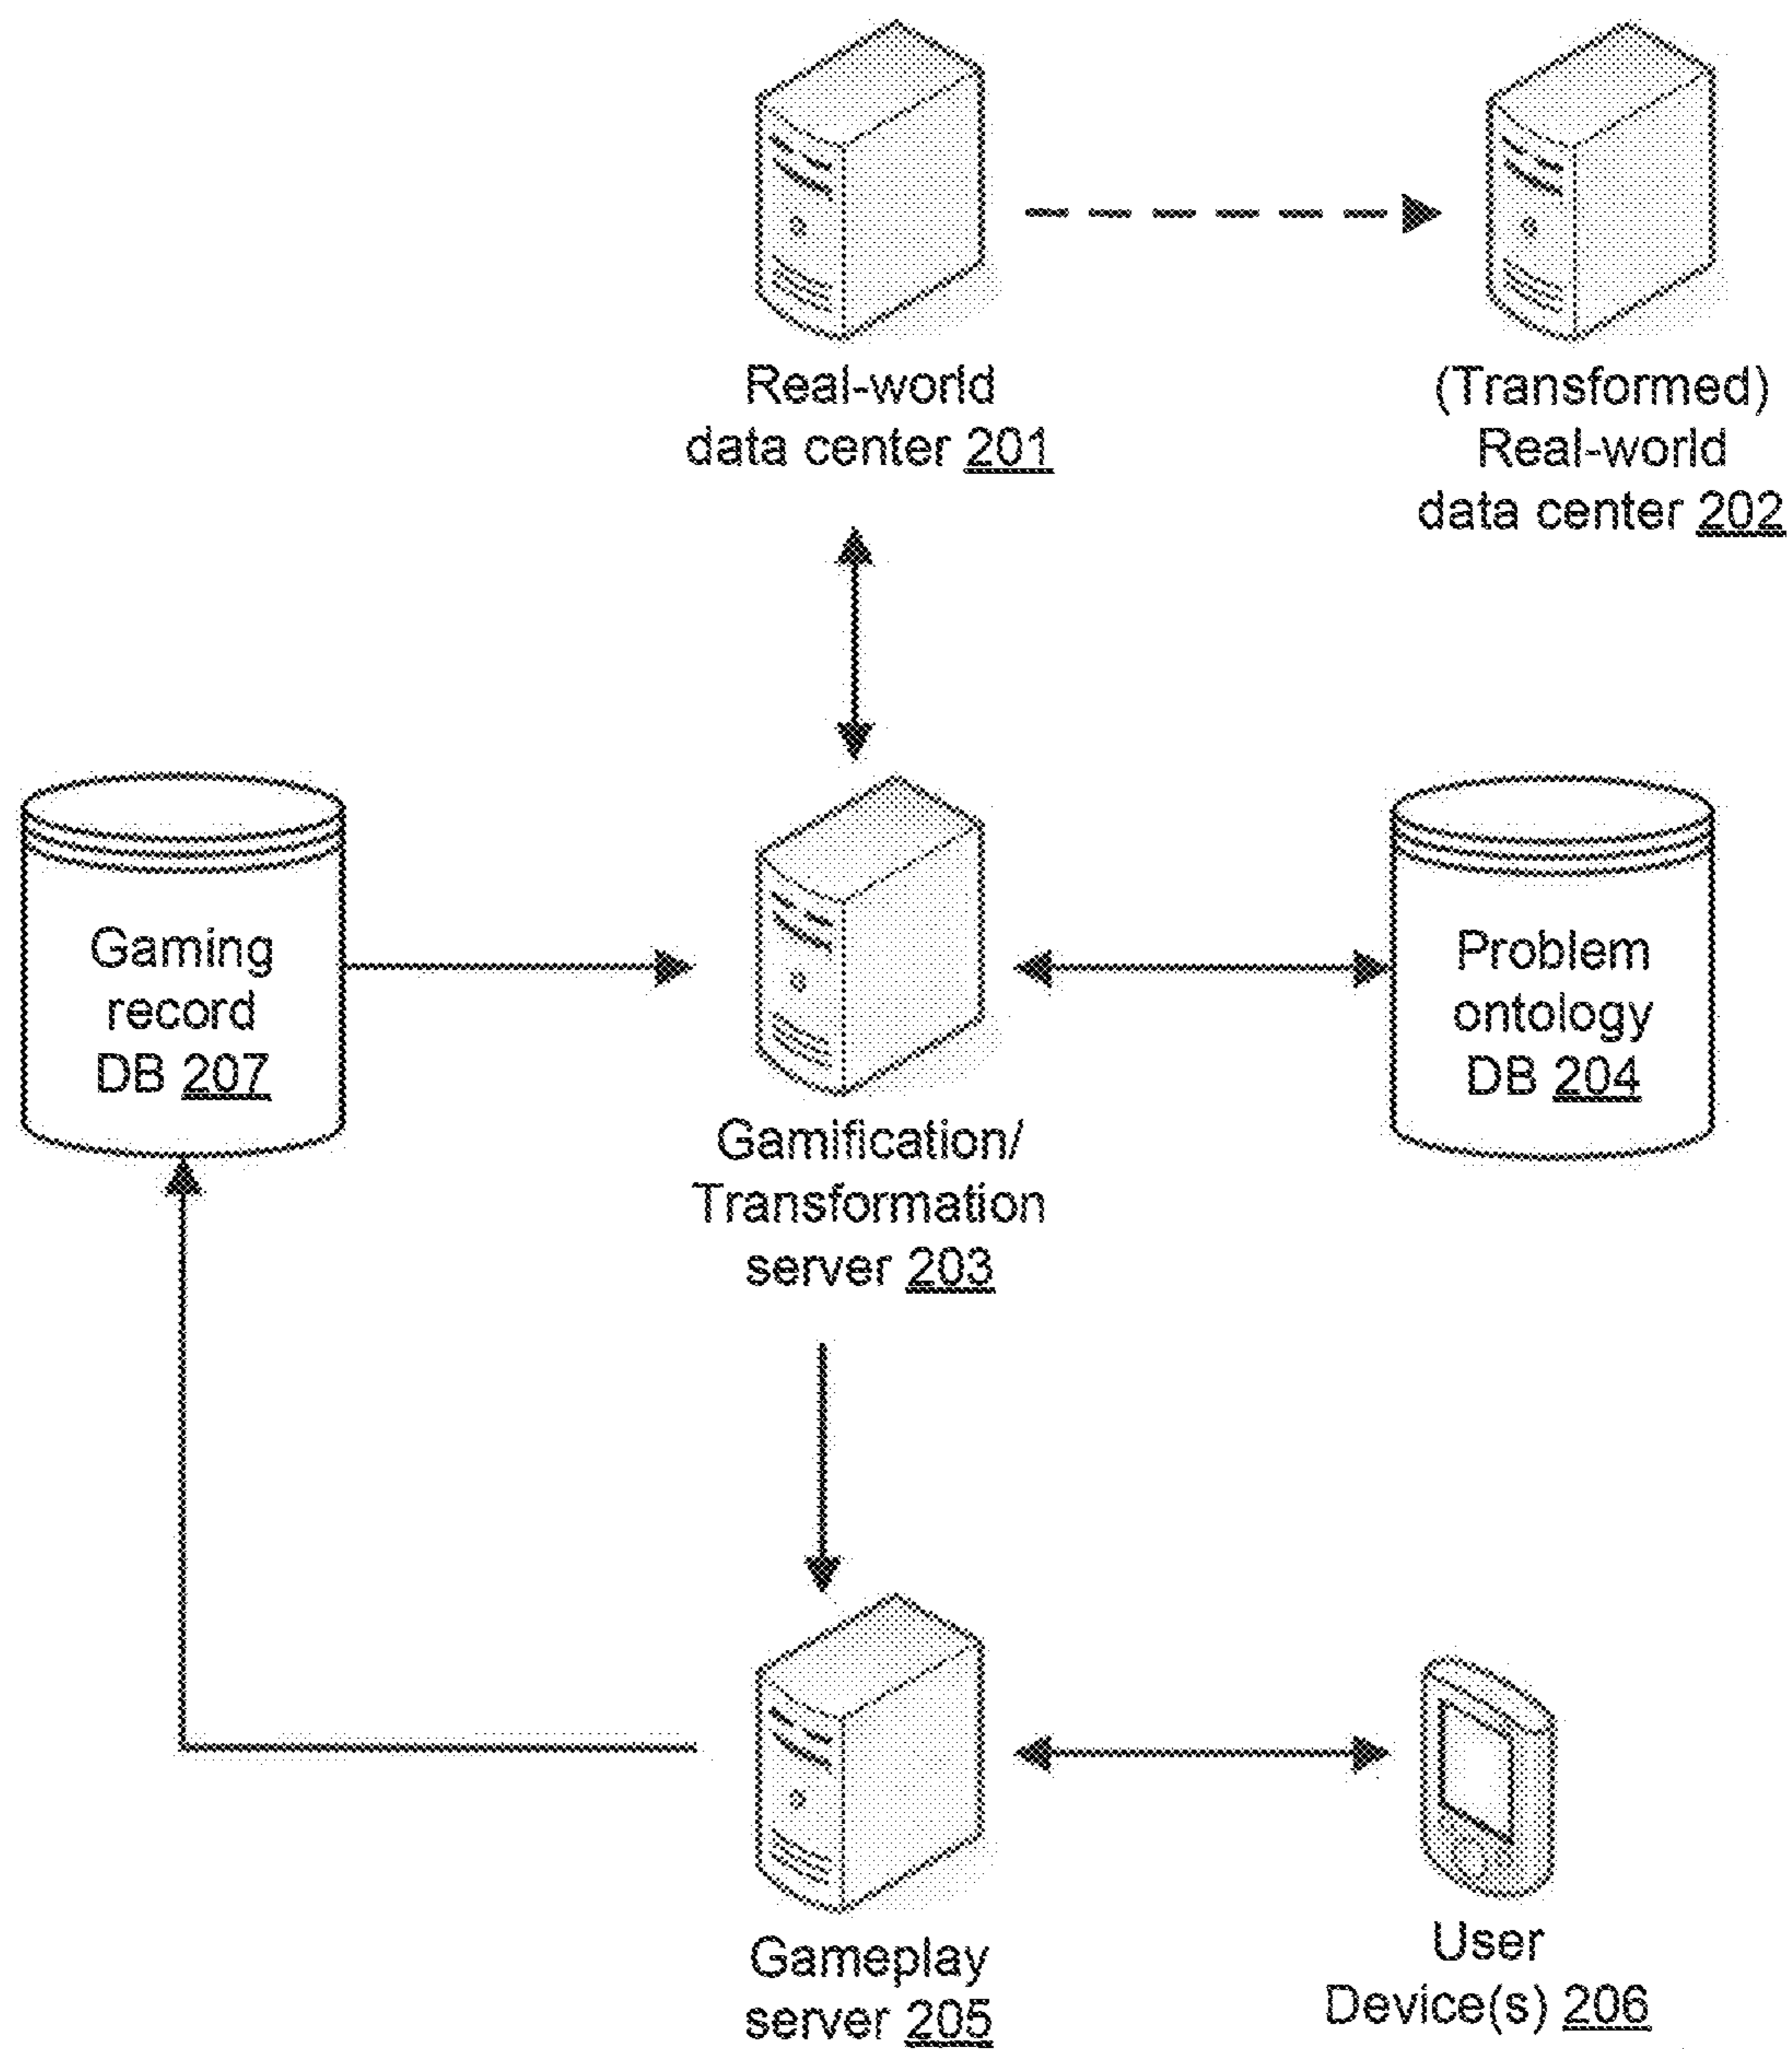 Real-world
data center 201
(Transformed)
Real-world
data center 202
Gaming
record
DB 207
Gamification/
Transformation
server 203
Problem
ontology
DB 204
Gameplay
server 205
User
Device(s) 206